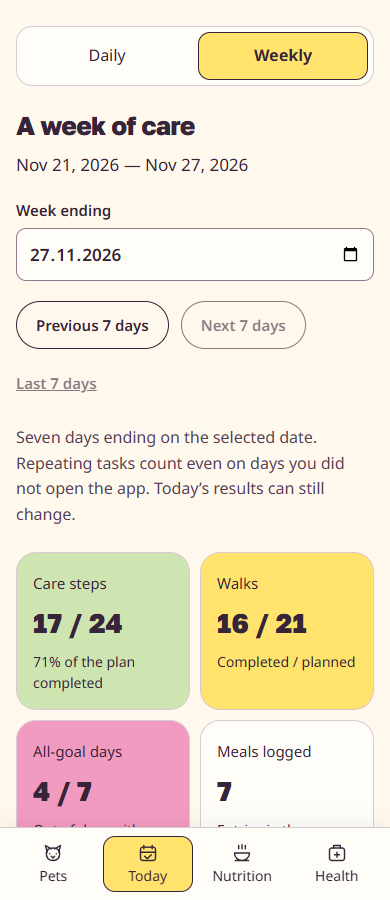 Daily
Weekly
A week of care
Nov 21, 2026 — Nov 27, 2026
Week ending
27.11.2026
Previous 7 days
Next 7 days
Last 7 days
Seven days ending on the selected date.
Repeating tasks count even on days you did
not open the app. Today’s results can still
change.
Care steps
17 / 24
71% of the plan
completed
Walks
16 / 21
Completed / planned
All-goal days
4 / 7
Meals logged
7
Pets
Today
Nutrition
Health